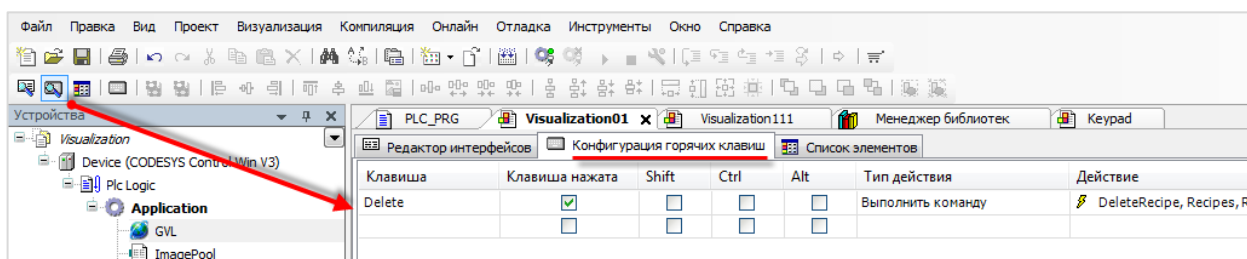 Файл Правка Вид Проект Визуализация Компиляция Онлайн Отладка Инструменты Окно Справка
Устройства
PLC_PRG Visualization01 Visualization111 Менеджер библиотек Keypad
Visualization
Редактор интерфейсов Конфигурация горячих клавиш Список элементов
Device (CODESYS Control Win V3)
Клавиша Клавиша нажата Shift Ctrl Alt Тип действия Действие
Plc Logic
Delete Выполнить команду DeleteRecipe, Recipes, R
Application
GVL
ImagePool